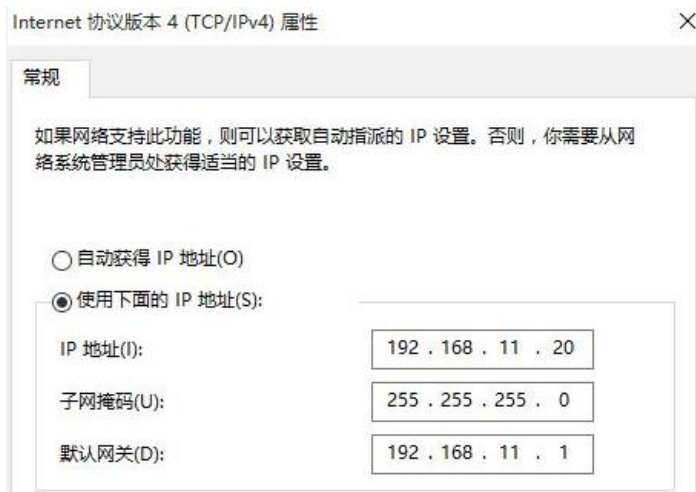 Internet 协议版本 4 (TCP/IPv4) 属性
常规
如果网络支持此功能，则可以获取自动指派的 IP 设置。否则，你需要从网
络系统管理员处获得适当的 IP 设置。
自动获得 IP 地址(O)
使用下面的 IP 地址(S):
IP 地址(I): 192 . 168 . 11 . 20
子网掩码(U): 255 . 255 . 255 . 0
默认网关(D): 192 . 168 . 11 . 1